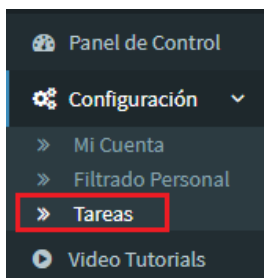 Panel de Control
Configuración
Mi Cuenta
Filtrado Personal
Tareas
Video Tutorials